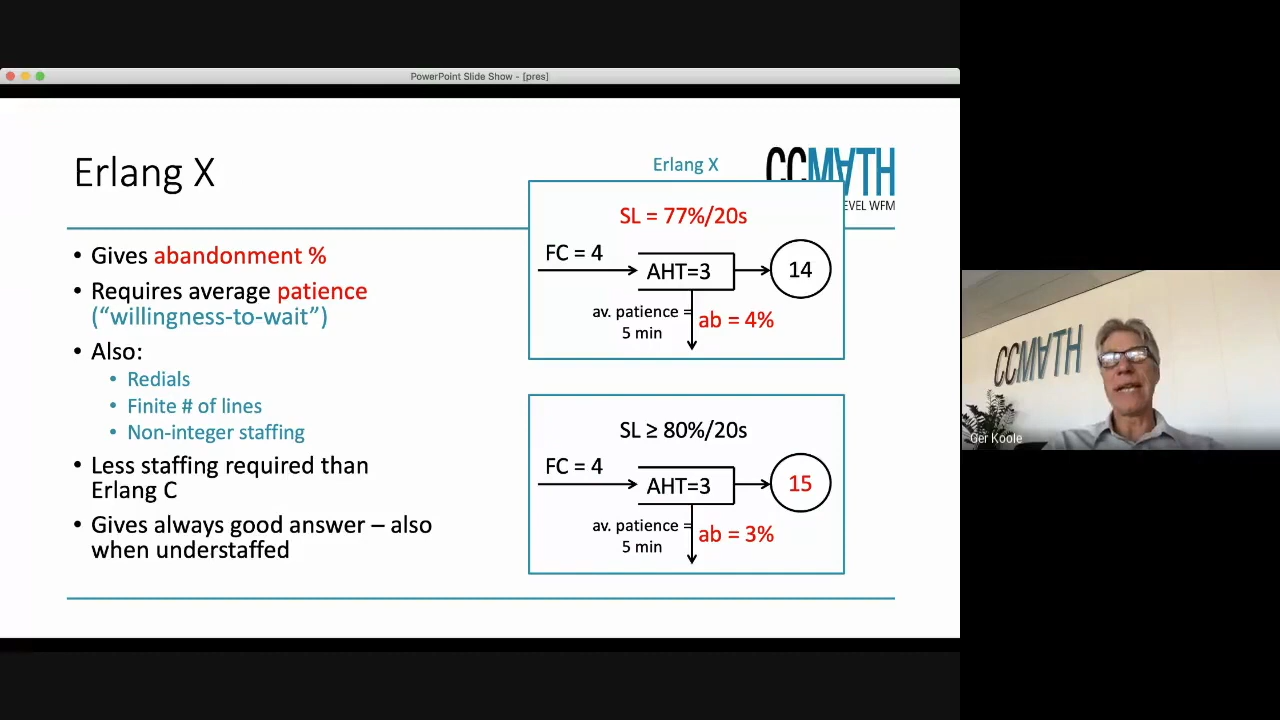 PowerPoint Slide Show - [pres]
Erlang X
• Gives abandonment %
• Requires average patience
(“willingness-to-wait”)
• Also:
• Redials
• Finite # of lines
• Non-integer staffing
• Less staffing required than
Erlang C
• Gives always good answer – also
when understaffed
Erlang X
CCMATH
EVEL WFM
SL = 77%/20s
FC = 4
AHT=3
14
av. patience =
5 min
ab = 4%
SL ≥ 80%/20s
FC = 4
AHT=3
15
av. patience =
5 min
ab = 3%
CCMATH
Ger Koole